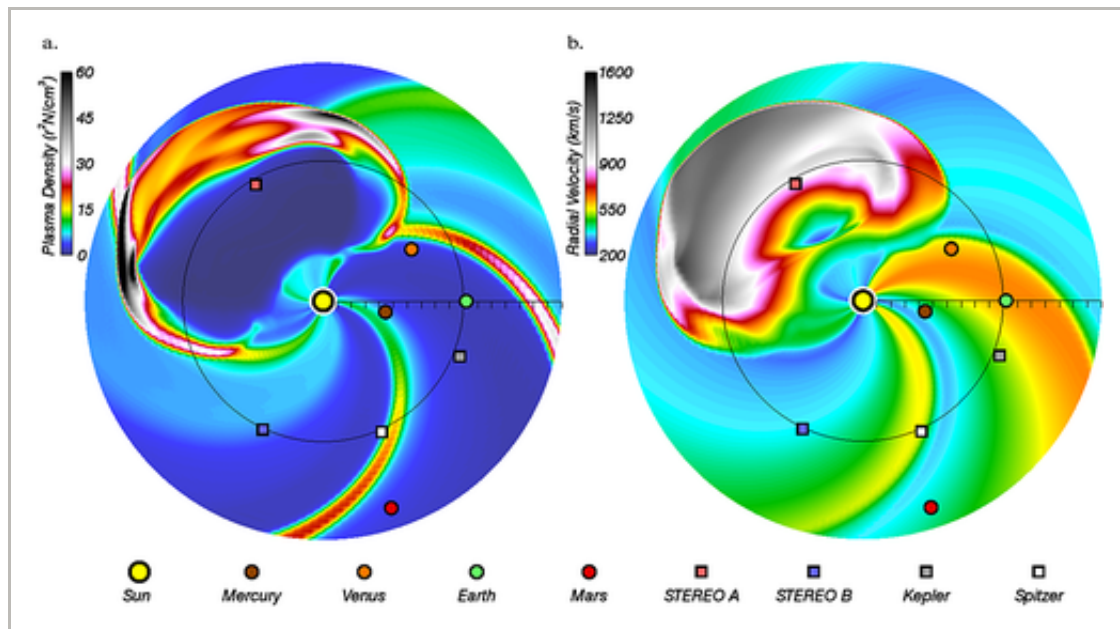 a.
b.
Plasma Density (r²N/cm³)
60
45
30
15
0
Radial Velocity (km/s)
1600
1250
900
550
200
Sun
Mercury
Venus
Earth
Mars
STEREO A
STEREO B
Kepler
Spitzer